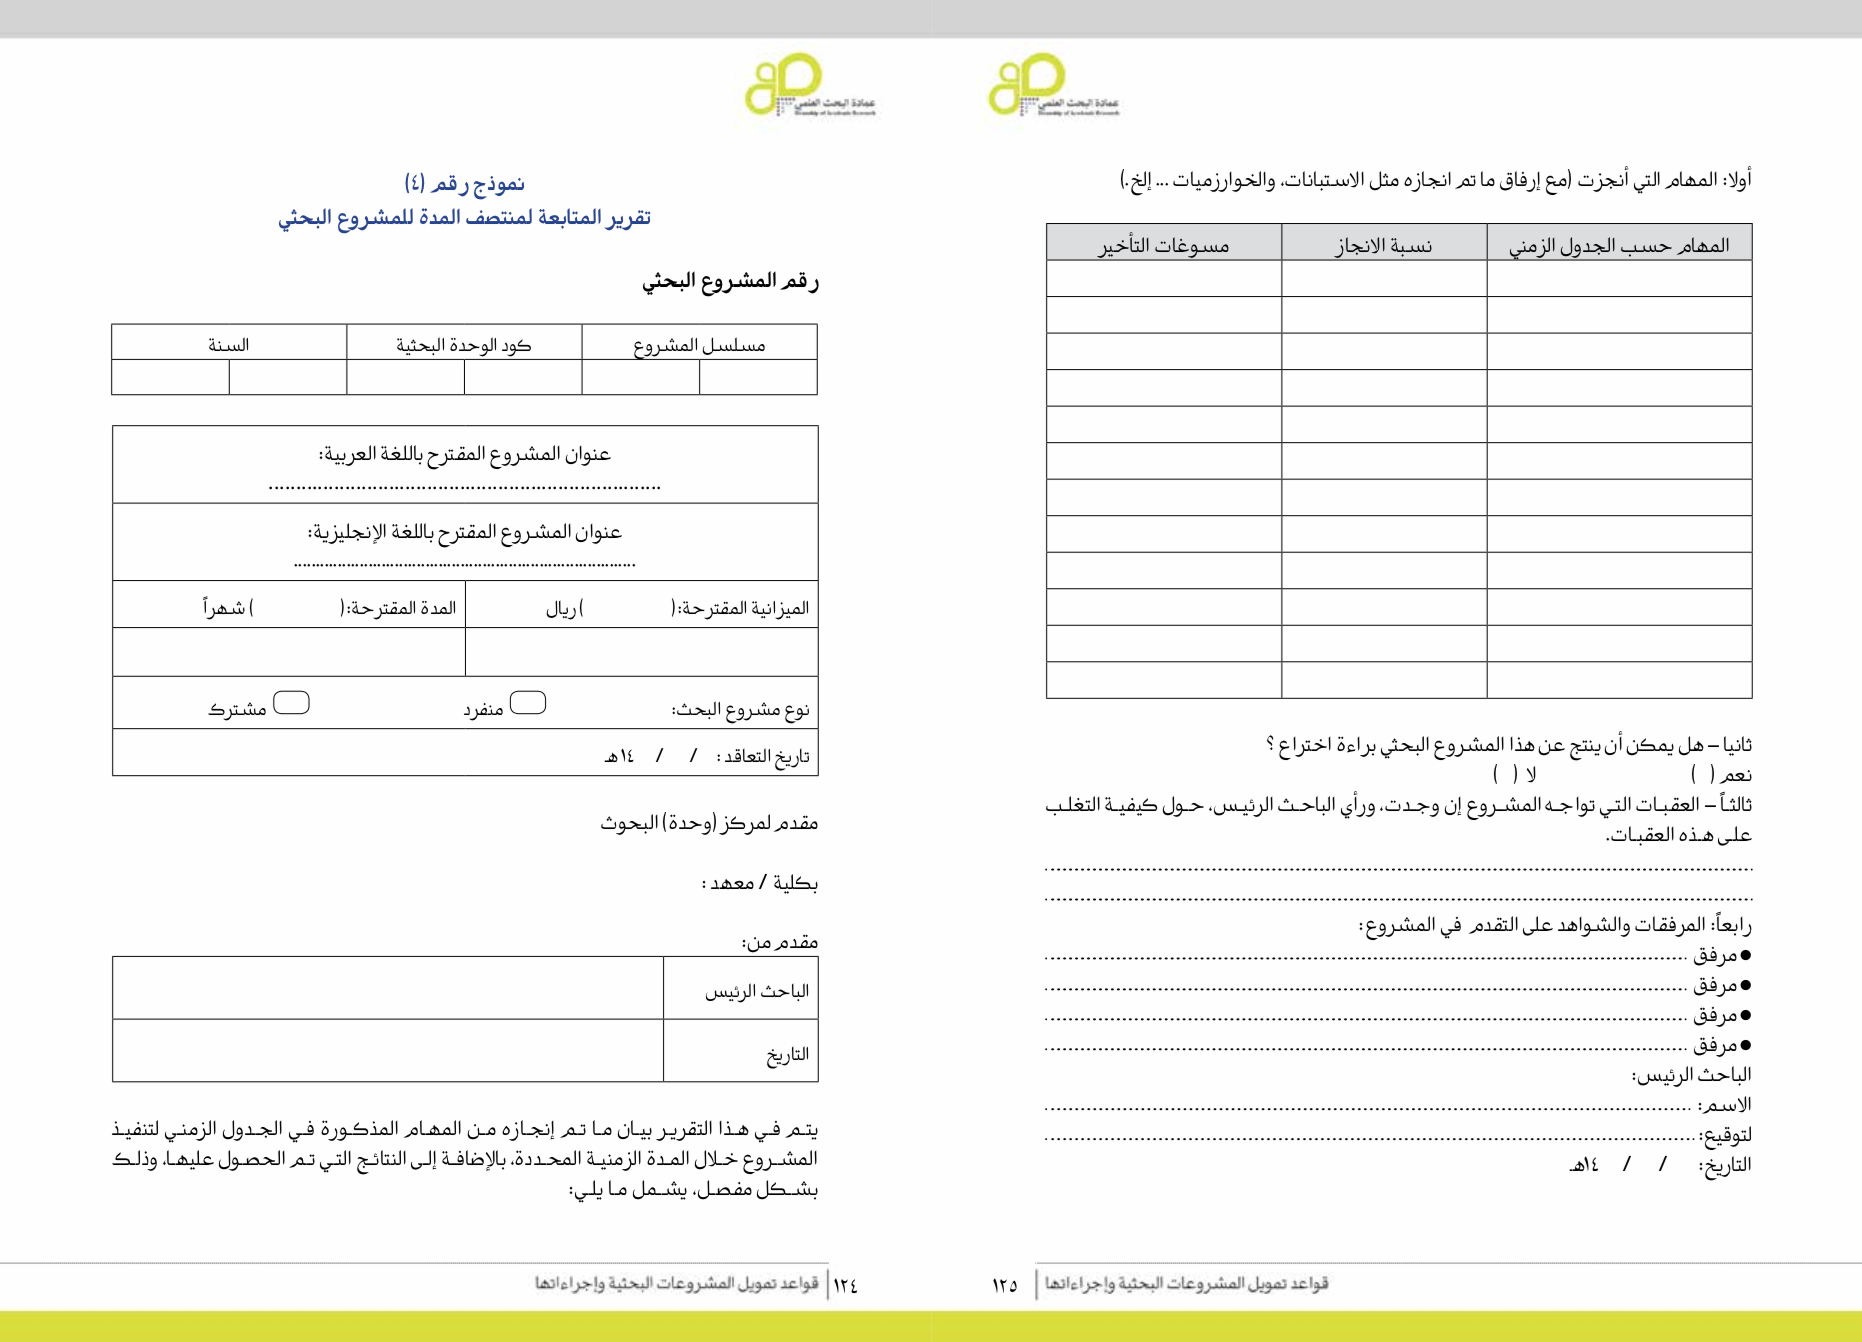 عمادة البحث العلمي
Deanship of Academic Research
نموذج رقم (٤)
تقرير المتابعة لمنتصف المدة للمشروع البحثي
رقم المشروع البحثي
مسلسل المشروع كود الوحدة البحثية السنة
عنوان المشروع المقترح باللغة العربية:
......................................................................
عنوان المشروع المقترح باللغة الإنجليزية:
......................................................................
الميزانية المقترحة:( ) ريال المدة المقترحة:( ) شهراً
نوع مشروع البحث: منفرد مشترك
تاريخ التعاقد : / / ١٤هـ
مقدم لمركز (وحدة) البحوث
بكلية / معهد :
مقدم من:
الباحث الرئيس
التاريخ
يتم في هذا التقرير بيان ما تم إنجازه من المهام المذكورة في الجدول الزمني لتنفيذ
المشروع خلال المدة الزمنية المحددة، بالإضافة إلى النتائج التي تم الحصول عليها، وذلك
بشكل مفصل، يشمل ما يلي:
١٢٤ قواعد تمويل المشروعات البحثية وإجراءاتها
عمادة البحث العلمي
Deanship of Academic Research
أولا: المهام التي أنجزت (مع إرفاق ما تم انجازه مثل الاستبانات، والخوارزميات ... إلخ.)
المهام حسب الجدول الزمني نسبة الانجاز مسوغات التأخير
ثانيا – هل يمكن أن ينتج عن هذا المشروع البحثي براءة اختراع ؟
نعم ( ) لا ( )
ثالثاً – العقبات التي تواجه المشروع إن وجدت، ورأي الباحث الرئيس، حول كيفية التغلب
على هذه العقبات.
......................................................................
......................................................................
رابعاً: المرفقات والشواهد على التقدم في المشروع:
● مرفق ......................................................................
● مرفق ......................................................................
● مرفق ......................................................................
● مرفق ......................................................................
الباحث الرئيس:
الاسم: ......................................................................
لتوقيع: ......................................................................
التاريخ: / / ١٤هـ
قواعد تمويل المشروعات البحثية وإجراءاتها ١٢٥